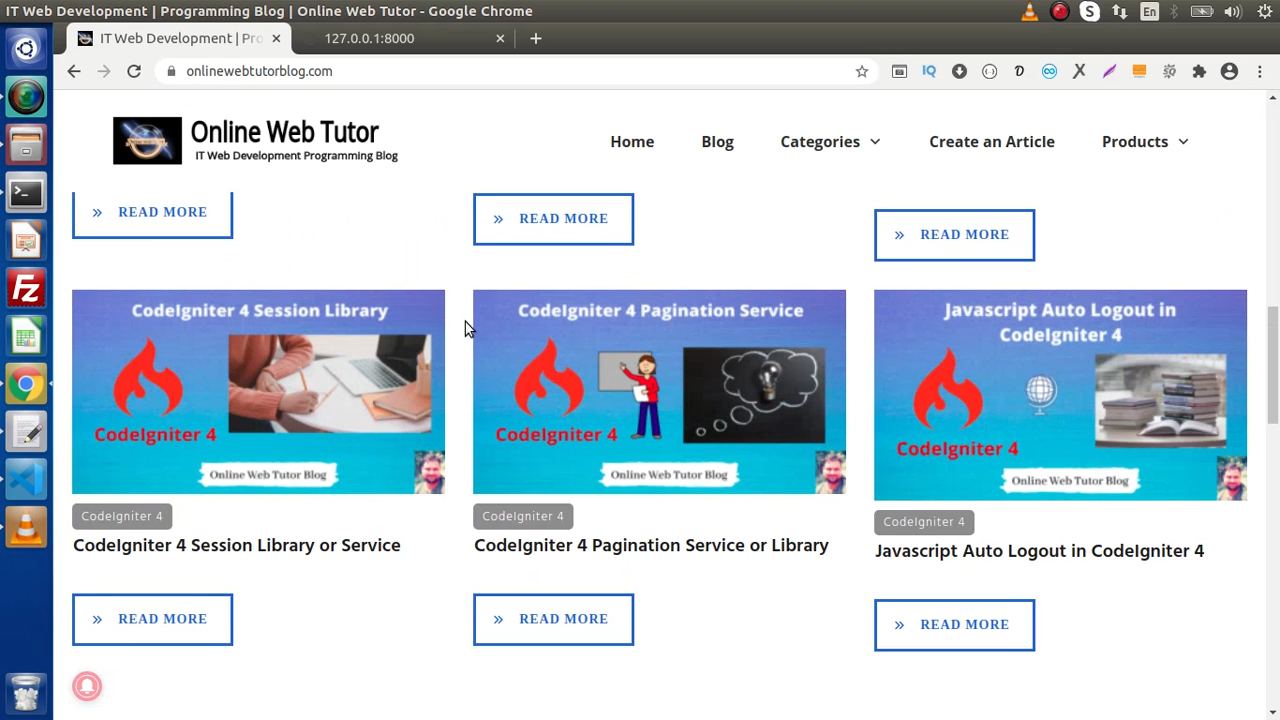 IT Web Development | Programming Blog | Online Web Tutor - Google Chrome
En
IT Web Development | Pro
127.0.0.1:8000
onlinewebtutorblog.com
IQ
Online Web Tutor
IT Web Development Programming Blog
Home
Blog
Categories
Create an Article
Products
READ MORE
READ MORE
READ MORE
CodeIgniter 4 Session Library
CodeIgniter 4
Online Web Tutor Blog
CodeIgniter 4 Pagination Service
CodeIgniter 4
Online Web Tutor Blog
Javascript Auto Logout in
CodeIgniter 4
CodeIgniter 4
Online Web Tutor Blog
CodeIgniter 4
CodeIgniter 4 Session Library or Service
CodeIgniter 4
CodeIgniter 4 Pagination Service or Library
CodeIgniter 4
Javascript Auto Logout in CodeIgniter 4
READ MORE
READ MORE
READ MORE